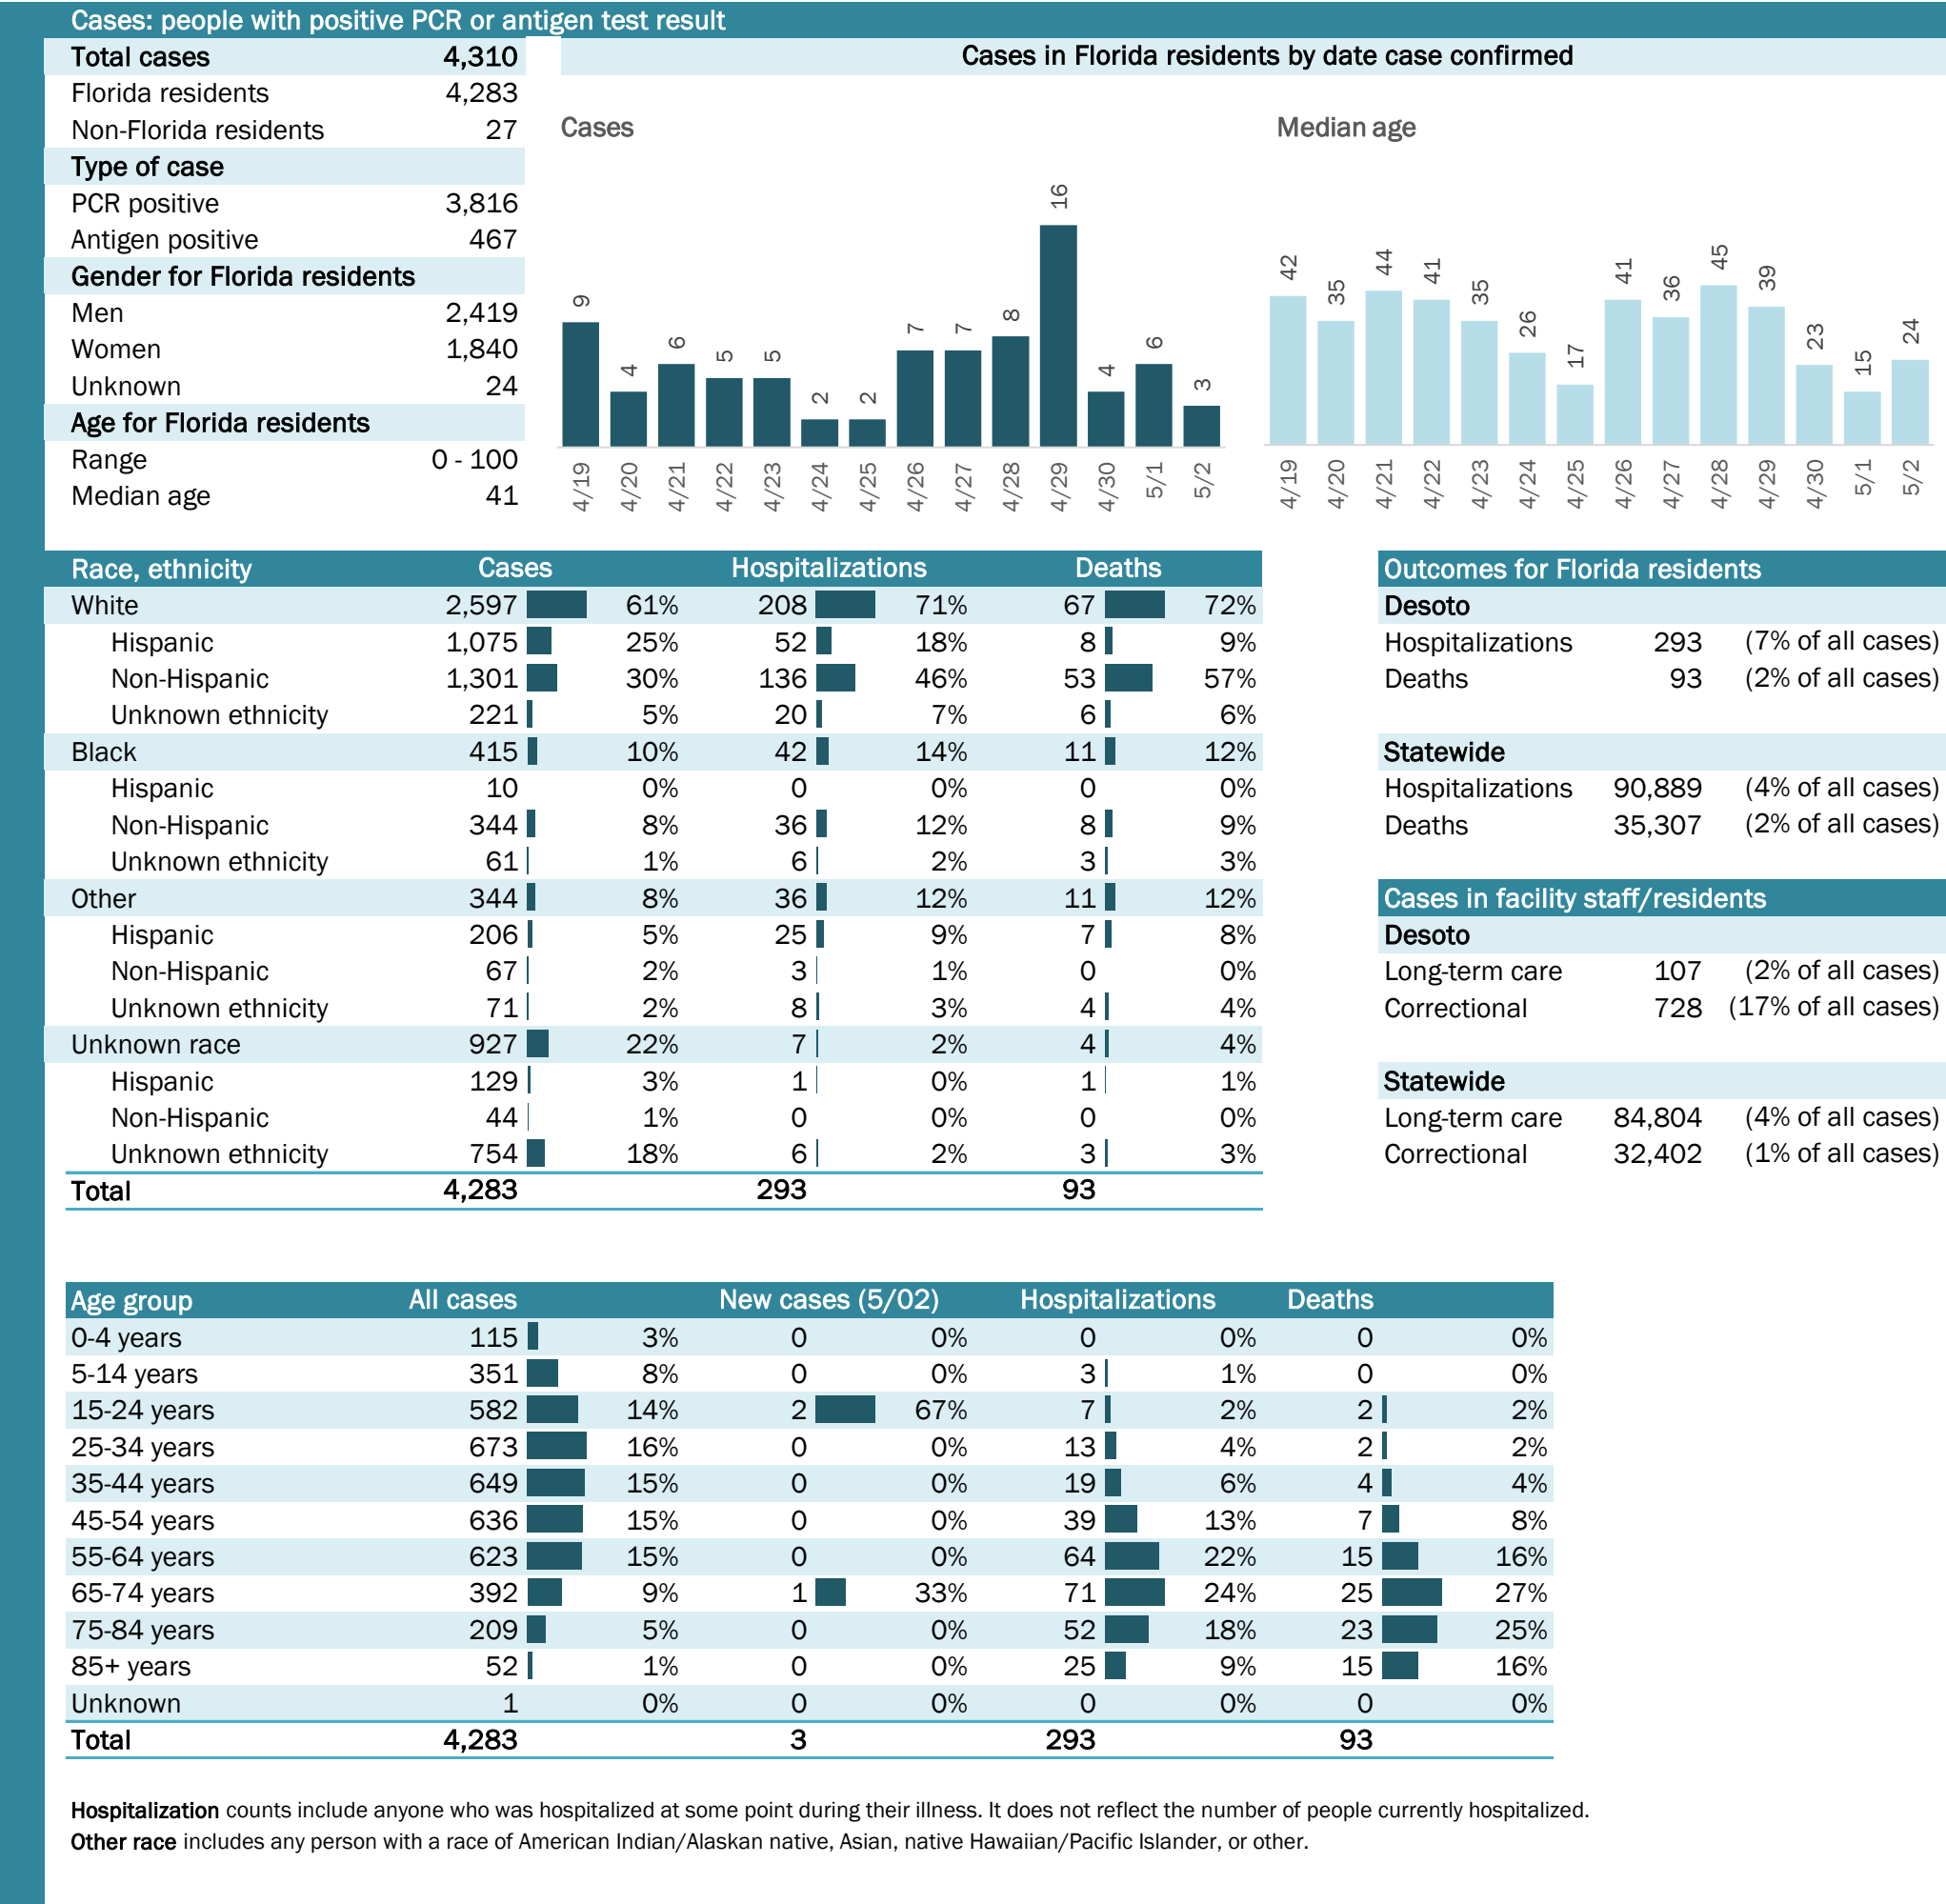 Cases: people with positive PCR or antigen test result
Total cases 4,310
Florida residents 4,283
Non-Florida residents 27
Type of case
PCR positive 3,816
Antigen positive 467
Gender for Florida residents
Men 2,419
Women 1,840
Unknown 24
Age for Florida residents
Range 0 - 100
Median age 41
Cases in Florida residents by date case confirmed
Cases
9 4 6 5 5 2 2 7 7 8 16 4 6 3
4/19 4/20 4/21 4/22 4/23 4/24 4/25 4/26 4/27 4/28 4/29 4/30 5/1 5/2
Median age
42 35 44 41 35 26 17 41 36 45 39 23 15 24
4/19 4/20 4/21 4/22 4/23 4/24 4/25 4/26 4/27 4/28 4/29 4/30 5/1 5/2
Race, ethnicity Cases Hospitalizations Deaths
White 2,597 61% 208 71% 67 72%
Hispanic 1,075 25% 52 18% 8 9%
Non-Hispanic 1,301 30% 136 46% 53 57%
Unknown ethnicity 221 5% 20 7% 6 6%
Black 415 10% 42 14% 11 12%
Hispanic 10 0% 0 0% 0 0%
Non-Hispanic 344 8% 36 12% 8 9%
Unknown ethnicity 61 1% 6 2% 3 3%
Other 344 8% 36 12% 11 12%
Hispanic 206 5% 25 9% 7 8%
Non-Hispanic 67 2% 3 1% 0 0%
Unknown ethnicity 71 2% 8 3% 4 4%
Unknown race 927 22% 7 2% 4 4%
Hispanic 129 3% 1 0% 1 1%
Non-Hispanic 44 1% 0 0% 0 0%
Unknown ethnicity 754 18% 6 2% 3 3%
Total 4,283 293 93
Outcomes for Florida residents
Desoto
Hospitalizations 293 (7% of all cases)
Deaths 93 (2% of all cases)
Statewide
Hospitalizations 90,889 (4% of all cases)
Deaths 35,307 (2% of all cases)
Cases in facility staff/residents
Desoto
Long-term care 107 (2% of all cases)
Correctional 728 (17% of all cases)
Statewide
Long-term care 84,804 (4% of all cases)
Correctional 32,402 (1% of all cases)
Age group All cases New cases (5/02) Hospitalizations Deaths
0-4 years 115 3% 0 0% 0 0% 0 0%
5-14 years 351 8% 0 0% 3 1% 0 0%
15-24 years 582 14% 2 67% 7 2% 2 2%
25-34 years 673 16% 0 0% 13 4% 2 2%
35-44 years 649 15% 0 0% 19 6% 4 4%
45-54 years 636 15% 0 0% 39 13% 7 8%
55-64 years 623 15% 0 0% 64 22% 15 16%
65-74 years 392 9% 1 33% 71 24% 25 27%
75-84 years 209 5% 0 0% 52 18% 23 25%
85+ years 52 1% 0 0% 25 9% 15 16%
Unknown 1 0% 0 0% 0 0% 0 0%
Total 4,283 3 293 93
Hospitalization counts include anyone who was hospitalized at some point during their illness. It does not reflect the number of people currently hospitalized.
Other race includes any person with a race of American Indian/Alaskan native, Asian, native Hawaiian/Pacific Islander, or other.